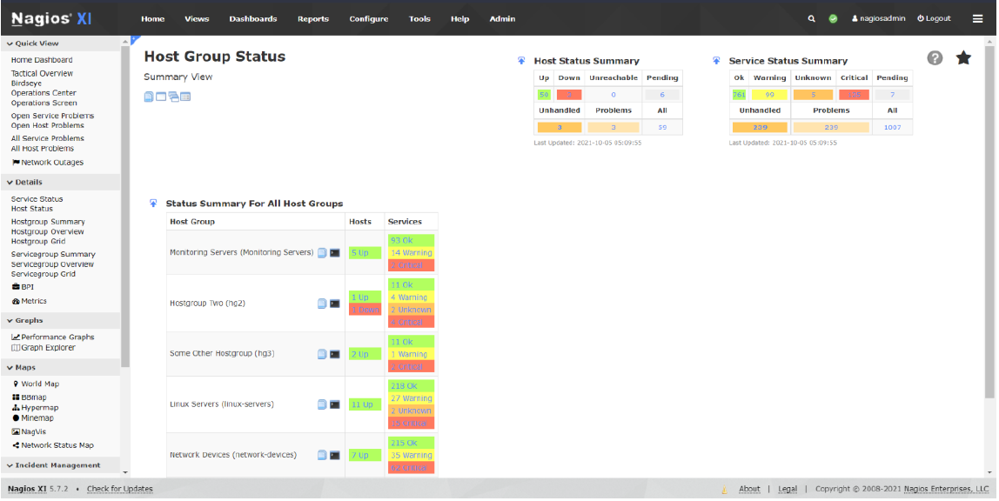 Nagios® XI
Home Views Dashboards Reports Configure Tools Help Admin
nagiosadmin Logout
Quick View
Home Dashboard
Tactical Overview
Birdseye
Operations Center
Operations Screen
Open Service Problems
Open Host Problems
All Service Problems
All Host Problems
Network Outages
Details
Service Status
Host Status
Hostgroup Summary
Hostgroup Overview
Hostgroup Grid
Servicegroup Summary
Servicegroup Overview
Servicegroup Grid
BPI
Metrics
Graphs
Performance Graphs
Graph Explorer
Maps
World Map
BBmap
Hypermap
Minemap
NagVis
Network Status Map
Incident Management
Host Group Status
Summary View
Host Status Summary
Up Down Unreachable Pending
50 0 6
Unhandled Problems All
3 3 59
Last Updated: 2021-10-05 05:09:55
Service Status Summary
Ok Warning Unknown Critical Pending
761 99 5 135 7
Unhandled Problems All
239 239 1007
Last Updated: 2021-10-05 05:09:55
Status Summary For All Host Groups
Host Group Hosts Services
Monitoring Servers (Monitoring Servers) 5 Up
93 Ok
14 Warning
Critical
Hostgroup Two (hg2)
1 Up
1 Down
11 Ok
4 Warning
2 Unknown
4 Critical
Some Other Hostgroup (hg3) 2 Up
11 Ok
1 Warning
2 Critical
Linux Servers (linux-servers) 11 Up
218 Ok
27 Warning
2 Unknown
15 Critical
Network Devices (network-devices) 7 Up
215 Ok
35 Warning
62 Critical
Nagios XI 5.7.2 • Check for Updates
About | Legal | Copyright © 2008-2021 Nagios Enterprises, LLC